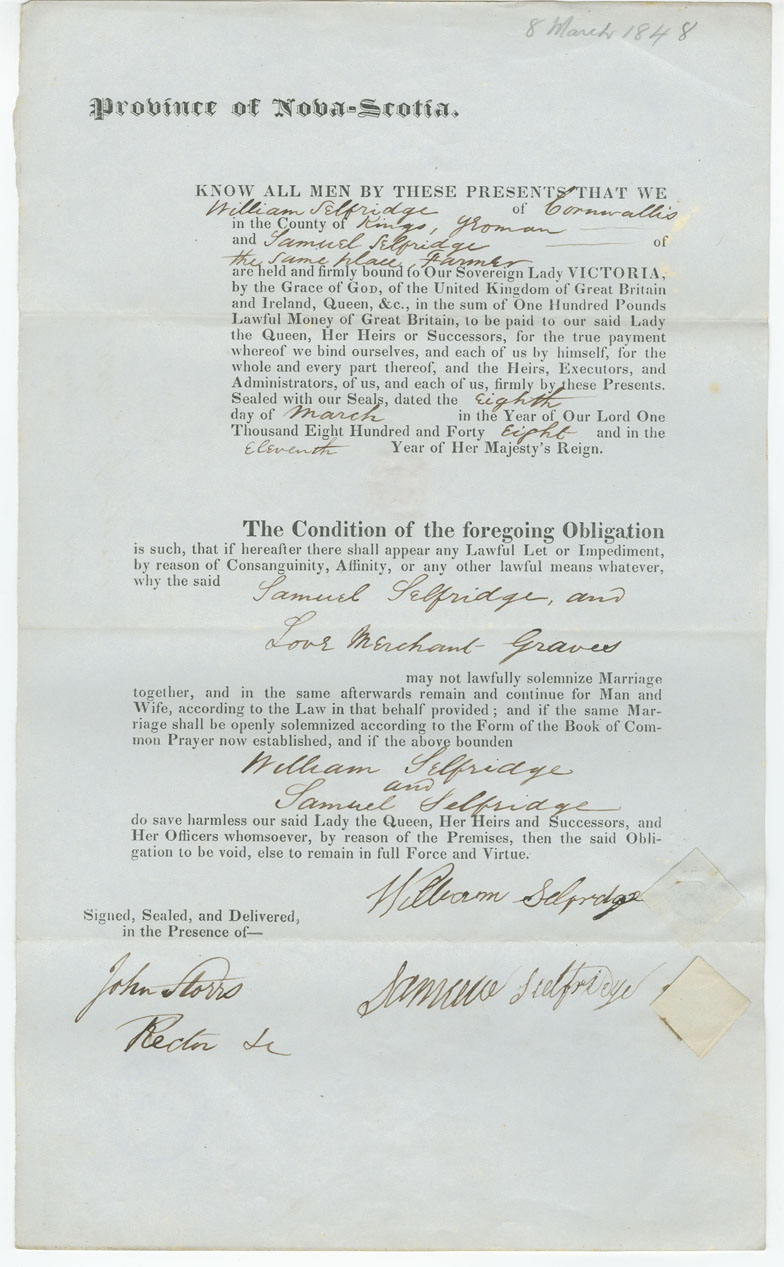 8 March 1848
Province of Nova-Scotia.
KNOW ALL MEN BY THESE PRESENTS THAT WE
William Selfridge of Cornwallis
in the County of Kings, yeoman
and Samuel Selfridge of
the same place, Farmer
are held and firmly bound to Our Sovereign Lady VICTORIA,
by the Grace of GOD, of the United Kingdom of Great Britain
and Ireland, Queen, &c., in the sum of One Hundred Pounds
Lawful Money of Great Britain, to be paid to our said Lady
the Queen, Her Heirs or Successors, for the true payment
whereof we bind ourselves, and each of us by himself, for the
whole and every part thereof, and the Heirs, Executors, and
Administrators, of us, and each of us, firmly by these Presents.
Sealed with our Seals, dated the Eighth
day of March in the Year of Our Lord One
Thousand Eight Hundred and Forty Eight and in the
Eleventh Year of Her Majesty's Reign.
The Condition of the foregoing Obligation
is such, that if hereafter there shall appear any Lawful Let or Impediment,
by reason of Consanguinity, Affinity, or any other lawful means whatever,
why the said
Samuel Selfridge, and
Love Merchant Graves
may not lawfully solemnize Marriage
together, and in the same afterwards remain and continue for Man and
Wife, according to the Law in that behalf provided ; and if the same Mar-
riage shall be openly solemnized according to the Form of the Book of Com-
mon Prayer now established, and if the above bounden
William Selfridge
and
Samuel Selfridge
do save harmless our said Lady the Queen, Her Heirs and Successors, and
Her Officers whomsoever, by reason of the Premises, then the said Obli-
gation to be void, else to remain in full Force and Virtue.
William Selfridge
Signed, Sealed, and Delivered,
in the Presence of—
John Storrs
Samuel Selfridge
Rector